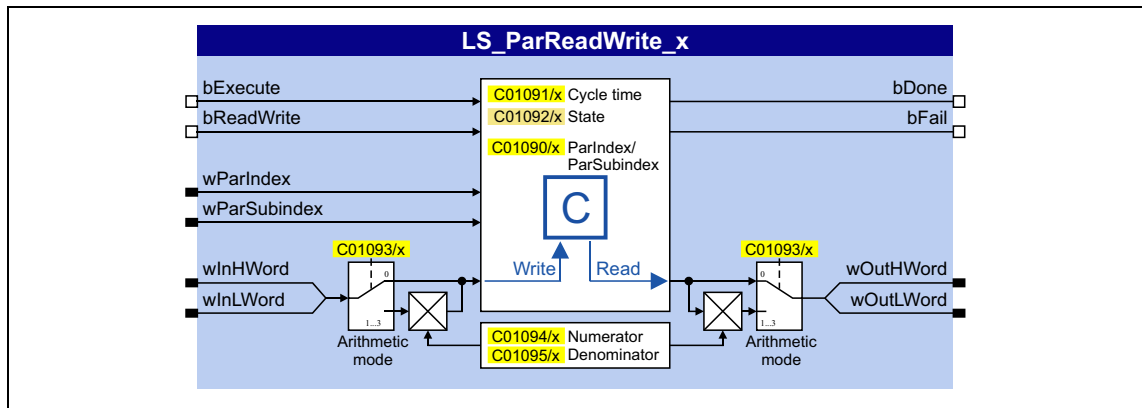 LS_ParReadWrite_x
bExecute
bReadWrite
wParIndex
wParSubindex
wInHWord
wInLWord
C01091/x Cycle time
C01092/x State
C01090/x ParIndex/
ParSubindex
C
Write
Read
C01093/x
0
1...3
Arithmetic
mode
C01094/x Numerator
C01095/x Denominator
C01093/x
0
1...3
Arithmetic
mode
bDone
bFail
wOutHWord
wOutLWord